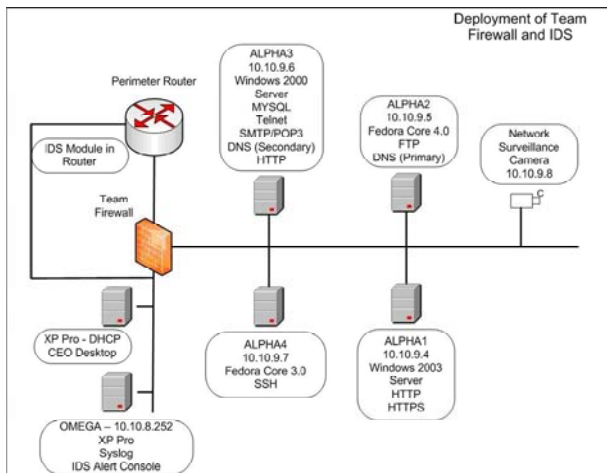 Deployment of Team
Firewall and IDS
Perimeter Router
IDS Module in
Router
Team
Firewall
ALPHA3
10.10.9.6
Windows 2000
Server
MYSQL
Telnet
SMTP/POP3
DNS (Secondary)
HTTP
ALPHA2
10.10.9.5
Fedora Core 4.0
FTP
DNS (Primary)
Network
Surveillance
Camera
10.10.9.8
C
XP Pro - DHCP
CEO Desktop
OMEGA – 10.10.8.252
XP Pro
Syslog
IDS Alert Console
ALPHA4
10.10.9.7
Fedora Core 3.0
SSH
ALPHA1
10.10.9.4
Windows 2003
Server
HTTP
HTTPS